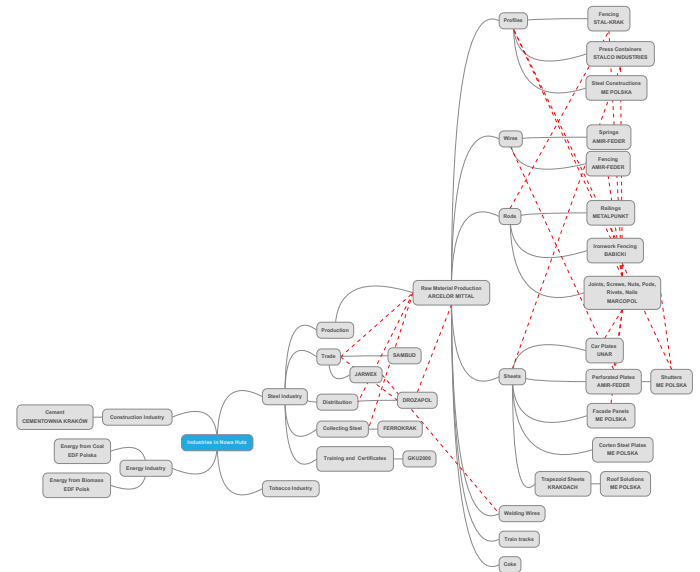 Profiles
Fencing
STAL-KRAK
Press Containers
STALCO INDUSTRIES
Steel Constructions
ME POLSKA
Wires
Springs
AMIR-FEDER
Fencing
AMIR-FEDER
Rods
Railings
METALPUNKT
Ironwork Fencing
BABICKI
Joints, Screws, Nuts, Pods,
Rivets, Nails
MARCOPOL
Raw Material Production
ARCELOR MITTAL
Production
Trade
SAMBUD
JARWEX
Steel Industry
Distribution
DROZAPOL
Collecting Steel
FERROKRAK
Training and Certificates
GKU2000
Car Plates
UNAR
Sheets
Perforated Plates
AMIR-FEDER
Shutters
ME POLSKA
Facade Panels
ME POLSKA
Corten Steel Plates
ME POLSKA
Trapezoid Sheets
KRAKDACH
Roof Solutions
ME POLSKA
Cement
CEMENTOWNIA KRAKÓW
Construction Industry
Industries in Nowa Huta
Energy from Coal
EDF Polska
Energy Industry
Energy from Biomass
EDF Polsk
Tobacco Industry
Welding Wires
Train tracks
Coke